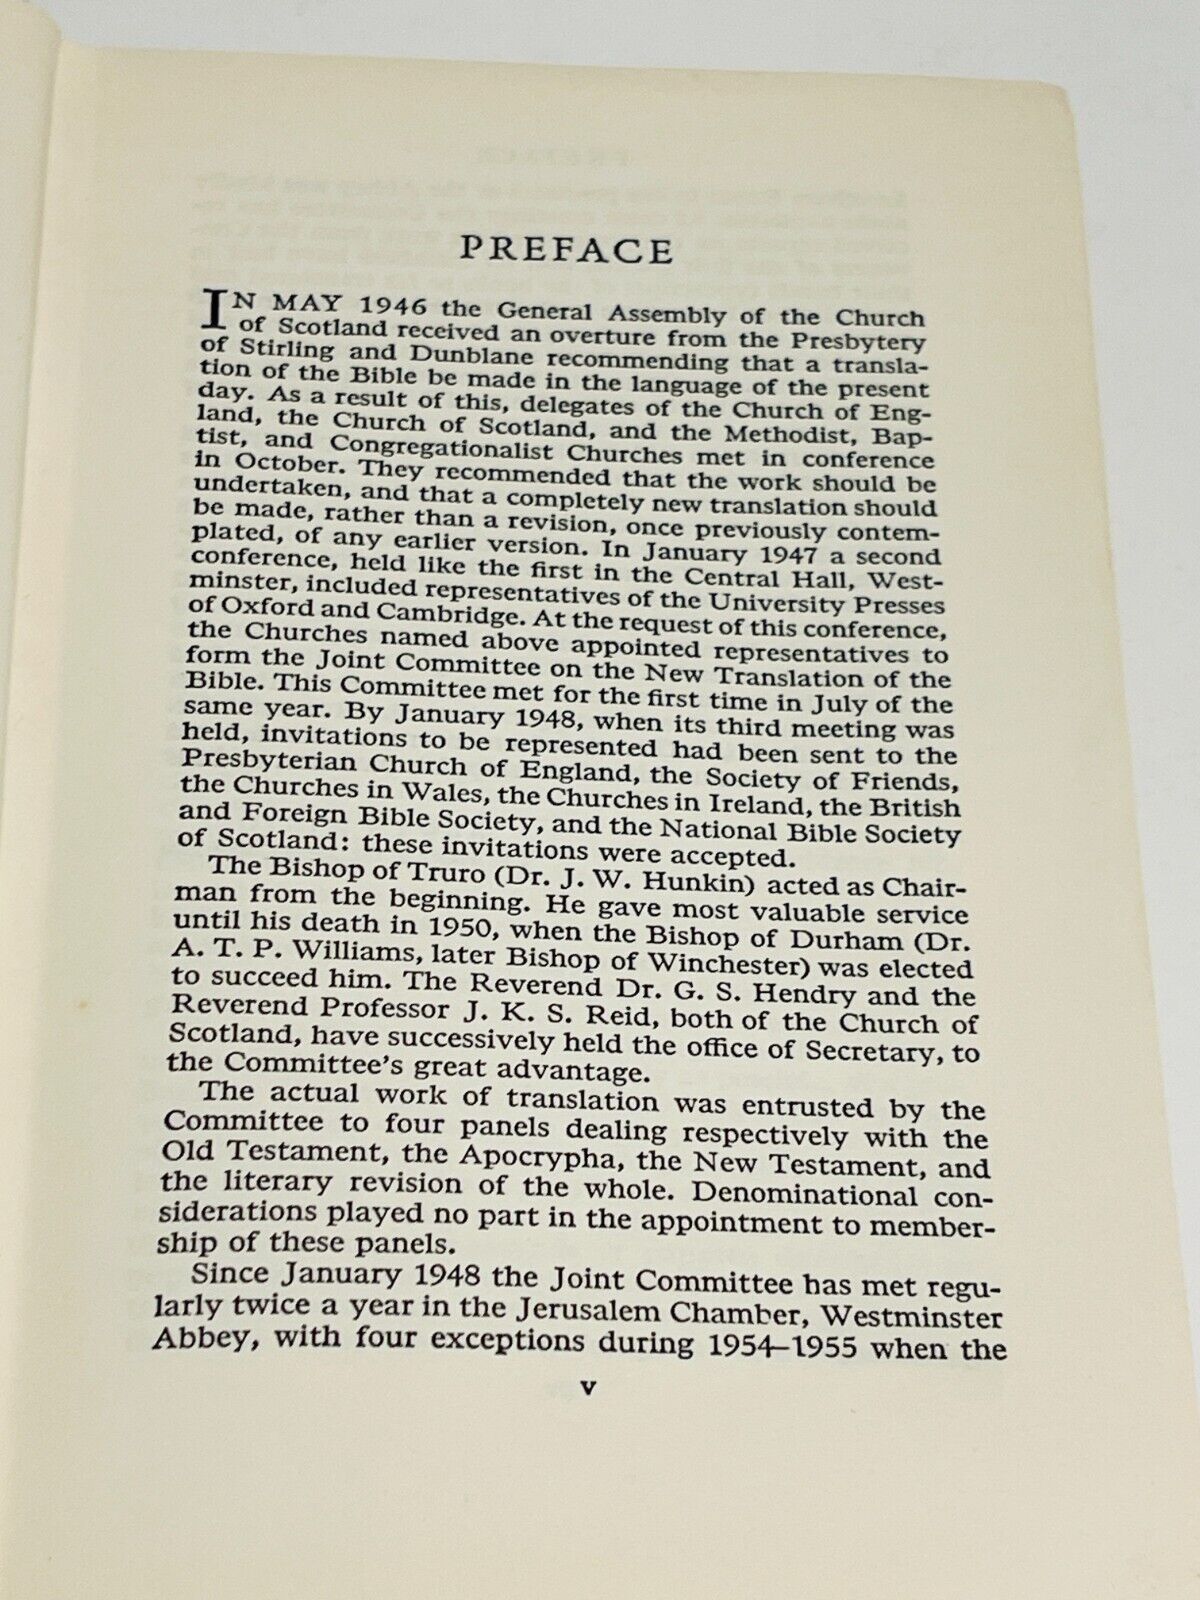 PREFACE
IN MAY 1946 the General Assembly of the Church
of Scotland received an overture from the Presbytery
of Stirling and Dunblane recommending that a transla-
tion of the Bible be made in the language of the present
day. As a result of this, delegates of the Church of Eng-
land, the Church of Scotland, and the Methodist, Bap-
tist, and Congregationalist Churches met in conference
in October. They recommended that the work should be
undertaken, and that a completely new translation should
be made, rather than a revision, once previously contem-
plated, of any earlier version. In January 1947 a second
conference, held like the first in the Central Hall, West-
minster, included representatives of the University Presses
of Oxford and Cambridge. At the request of this conference,
the Churches named above appointed representatives to
form the Joint Committee on the New Translation of the
Bible. This Committee met for the first time in July of the
same year. By January 1948, when its third meeting was
held, invitations to be represented had been sent to the
Presbyterian Church of England, the Society of Friends,
the Churches in Wales, the Churches in Ireland, the British
and Foreign Bible Society, and the National Bible Society
of Scotland: these invitations were accepted.
The Bishop of Truro (Dr. J. W. Hunkin) acted as Chair-
man from the beginning. He gave most valuable service
until his death in 1950, when the Bishop of Durham (Dr.
A. T. P. Williams, later Bishop of Winchester) was elected
to succeed him. The Reverend Dr. G. S. Hendry and the
Reverend Professor J. K. S. Reid, both of the Church of
Scotland, have successively held the office of Secretary, to
the Committee's great advantage.
The actual work of translation was entrusted by the
Committee to four panels dealing respectively with the
Old Testament, the Apocrypha, the New Testament, and
the literary revision of the whole. Denominational con-
siderations played no part in the appointment to member-
ship of these panels.
Since January 1948 the Joint Committee has met regu-
larly twice a year in the Jerusalem Chamber, Westminster
Abbey, with four exceptions during 1954–1955 when the
v